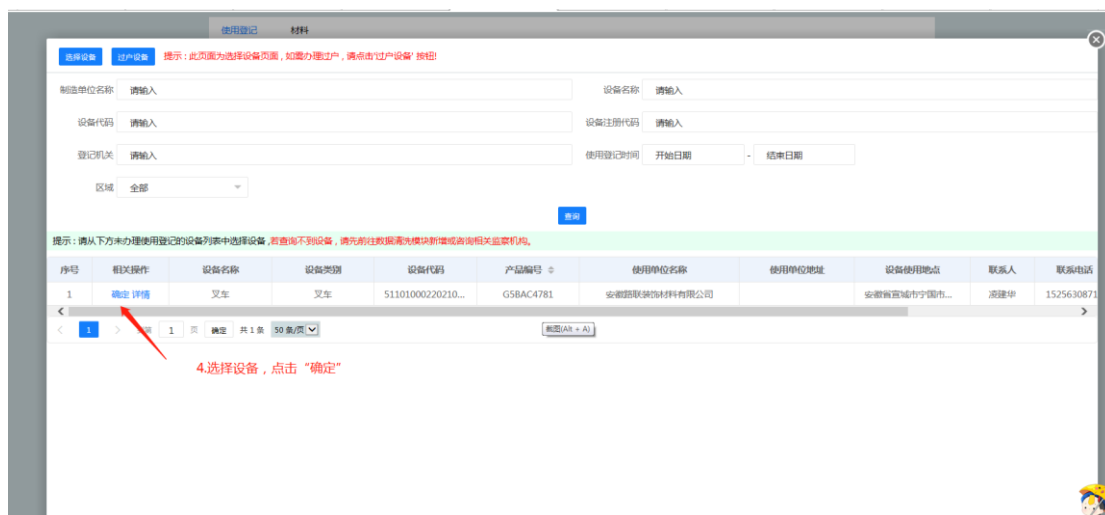 使用登记 材料
选择设备 过户设备 提示：此页面为选择设备页面，如需办理过户，请点击'过户设备' 按钮!
制造单位名称 请输入 设备名称 请输入
设备代码 请输入 设备注册代码 请输入
登记机关 请输入 使用登记时间 开始日期 - 结束日期
区域 全部
查询
提示：请从下方未办理使用登记的设备列表中选择设备,若查询不到设备，请先前往数据清洗模块新增或咨询相关监察机构。
序号 相关操作 设备名称 设备类别 设备代码 产品编号 使用单位名称 使用单位地址 设备使用地点 联系人 联系电话
1 确定 详情 叉车 叉车 51101000220210... G5BAC4781 安徽皓联装饰材料有限公司 安徽省宣城市宁国市... 凌建华 1525630871
1 1 页 确定 共 1 条 50 条/页
截图(Alt + A)
4.选择设备，点击“确定”